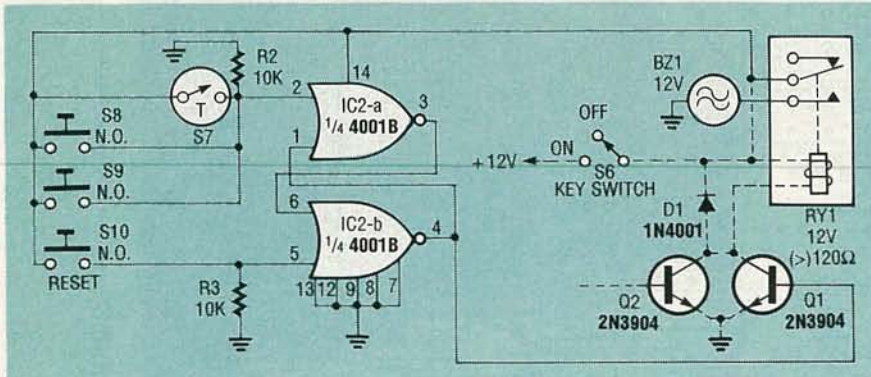 R2
10K
14
BZ1
12V
2
IC2-a
1/4 4001B
3
T
S7
OFF
S8
N.O.
1
ON
+12V
S6
KEY SWITCH
S9
N.O.
6
IC2-b
1/4 4001B
4
D1
1N4001
RY1
12V
(>)120Ω
S10
N.O.
RESET
5
R3
10K
13 12 9 8 7
Q2
2N3904
Q1
2N3904